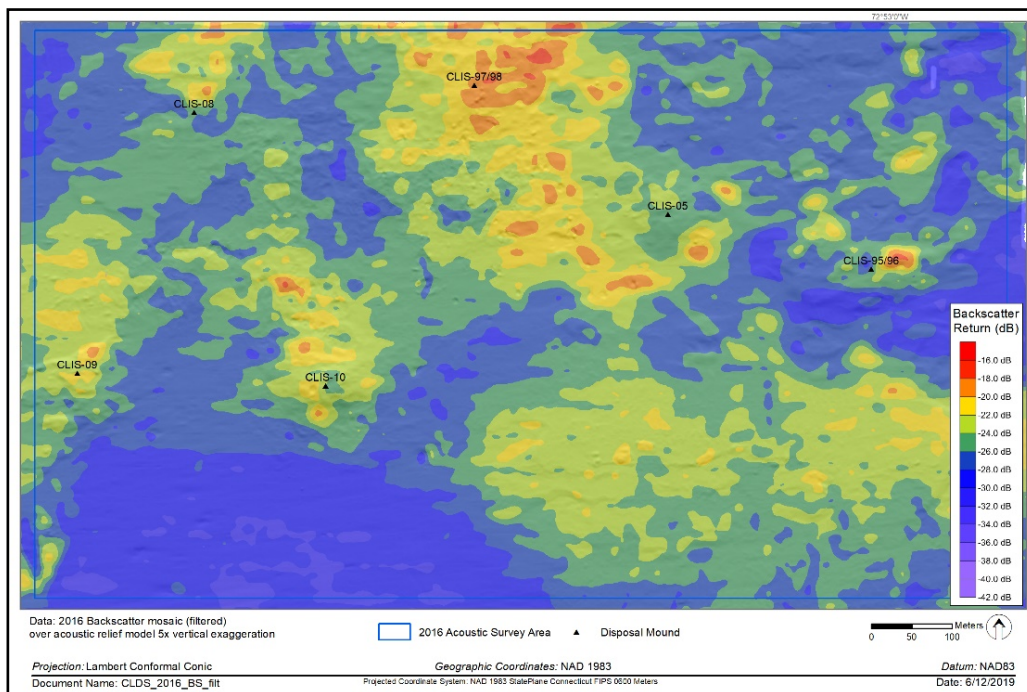 72°53'0"W
CLIS-97/98
CLIS-08
CLIS-05
CLIS-95/96
CLIS-09
CLIS-10
Backscatter
Return (dB)
-16.0 dB
-18.0 dB
-20.0 dB
-22.0 dB
-24.0 dB
-26.0 dB
-28.0 dB
-30.0 dB
-32.0 dB
-34.0 dB
-36.0 dB
-38.0 dB
-40.0 dB
-42.0 dB
Data: 2016 Backscatter mosaic (filtered)
over acoustic relief model 5x vertical exaggeration
2016 Acoustic Survey Area
Disposal Mound
Meters
0 50 100
Projection: Lambert Conformal Conic
Geographic Coordinates: NAD 1983
Datum: NAD83
Document Name: CLDS_2016_BS_filt
Projected Coordinate System: NAD 1983 StatePlane Connecticut FIPS 0600 Meters
Date: 6/12/2019